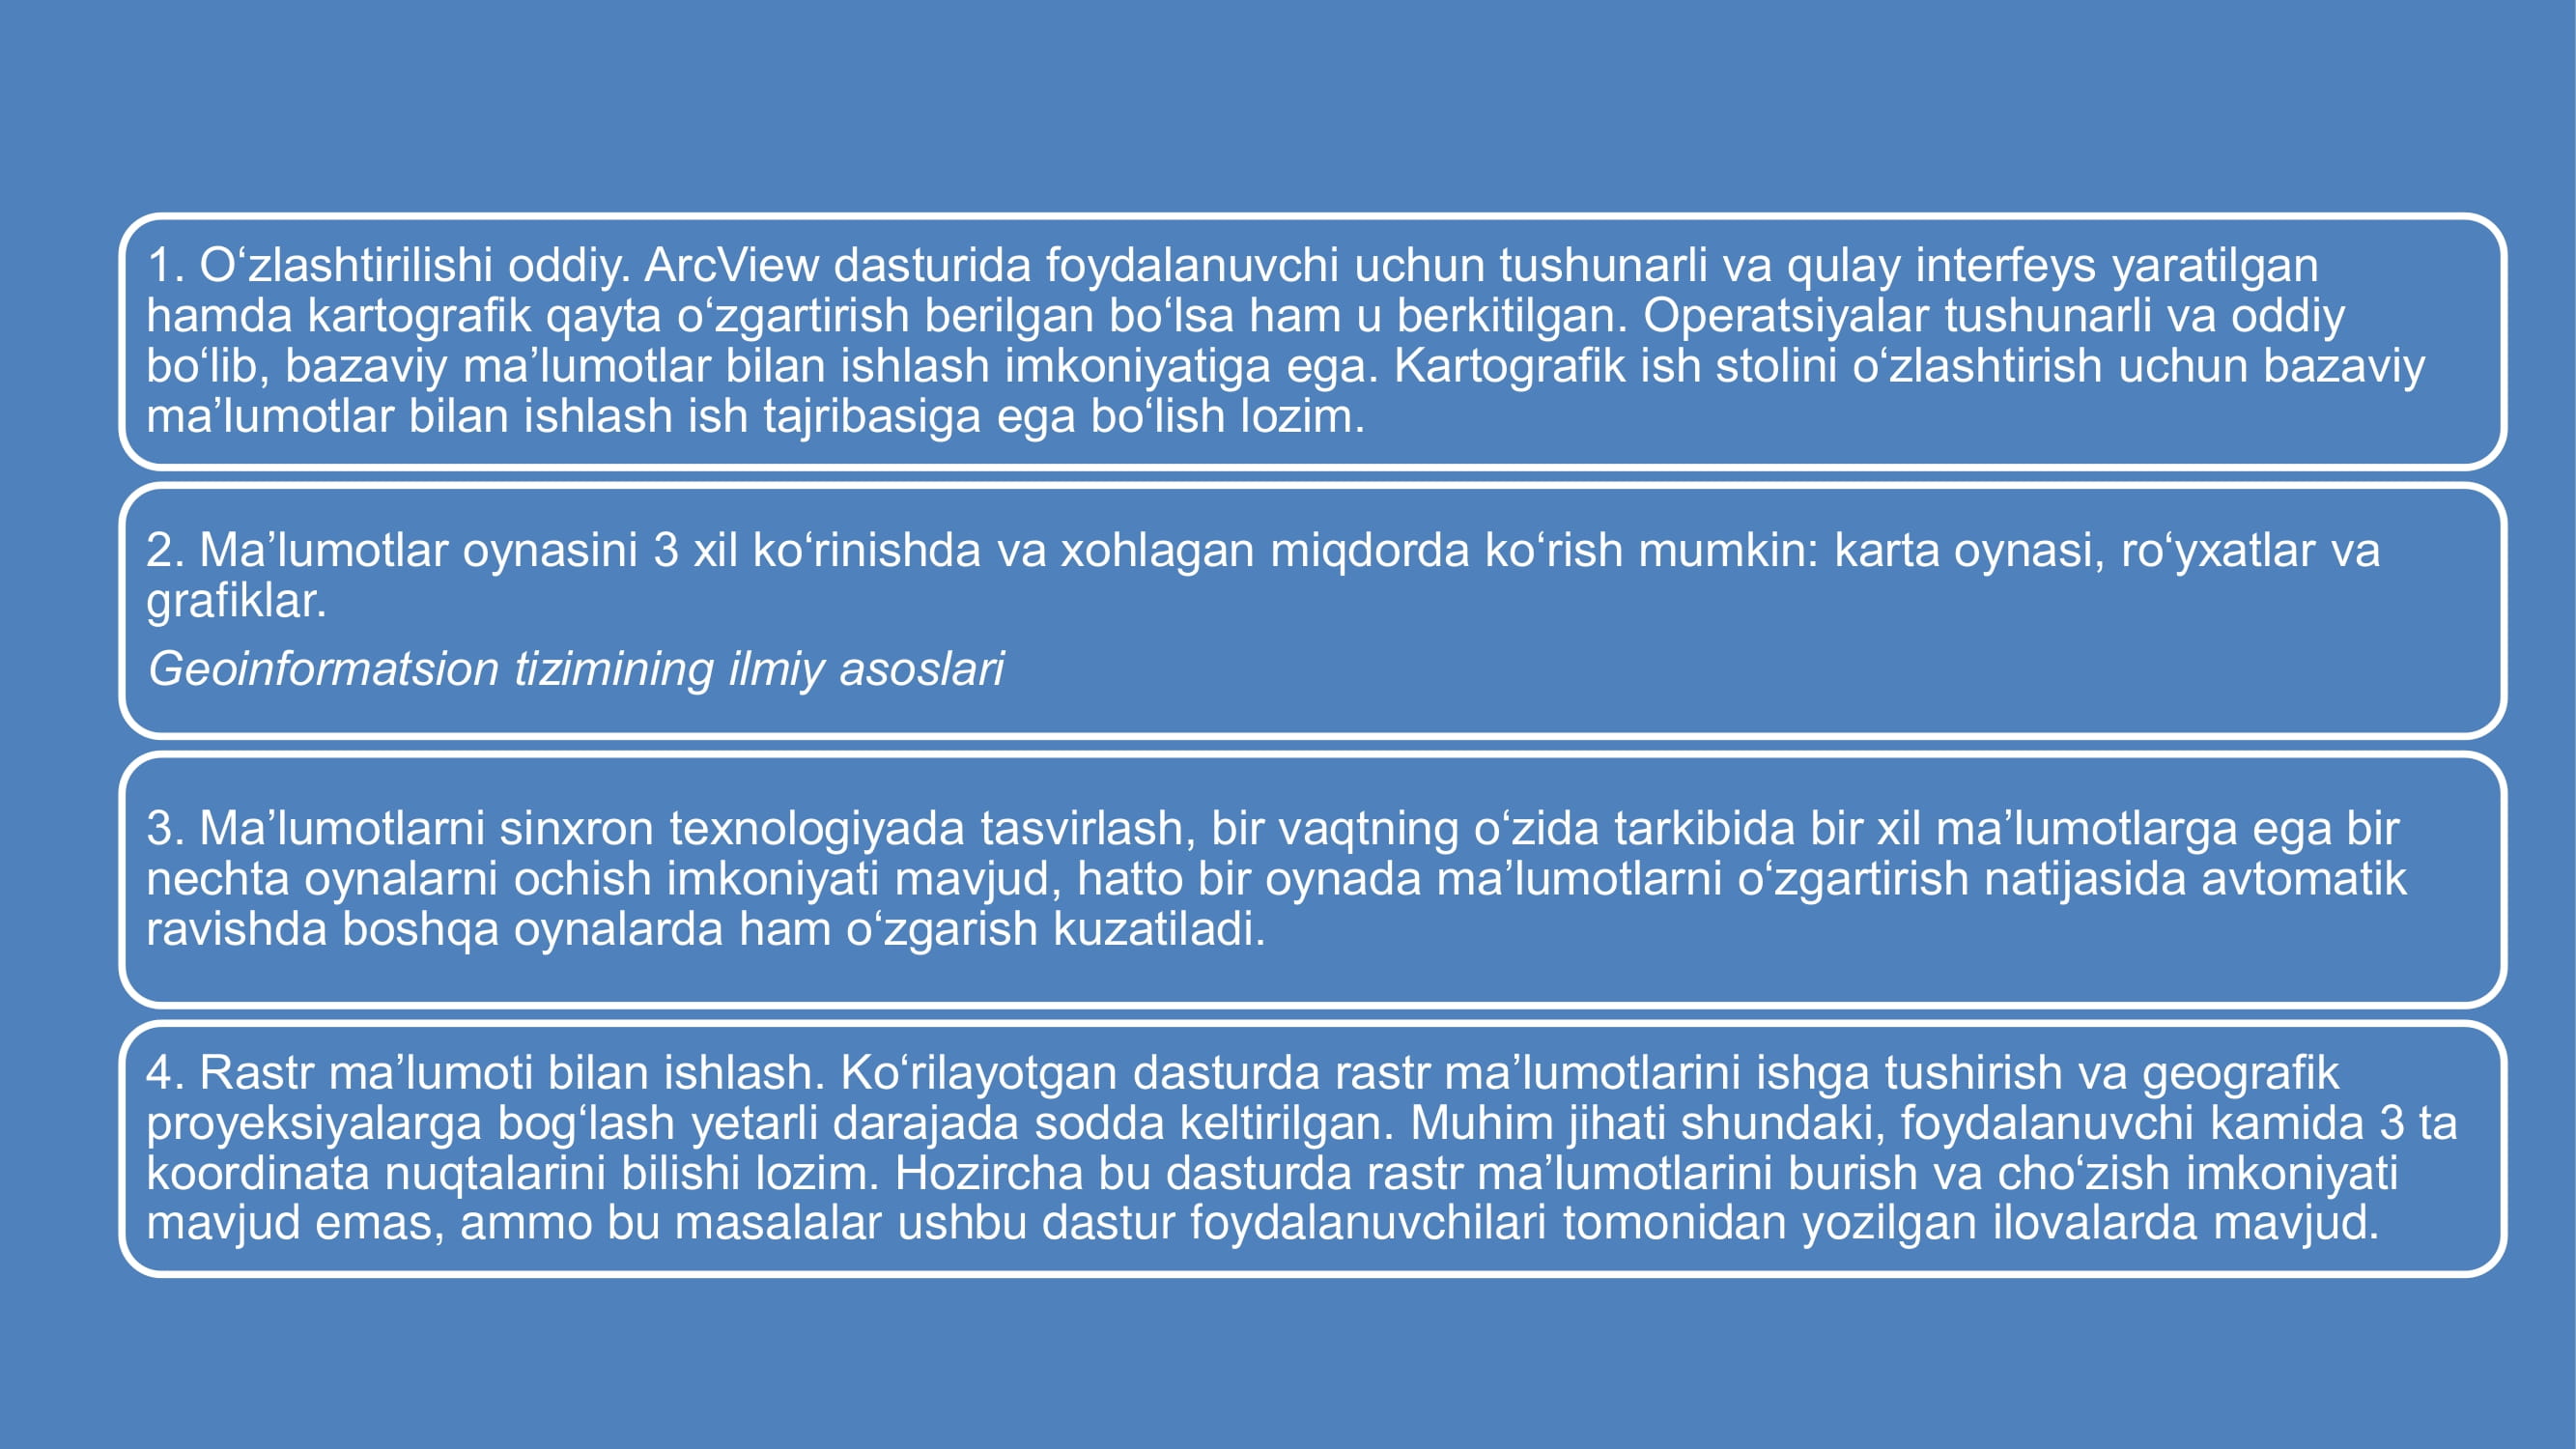 1. O‘zlashtirilishi oddiy. ArcView dasturida foydalanuvchi uchun tushunarli va qulay interfeys yaratilgan
hamda kartografik qayta o‘zgartirish berilgan bo‘lsa ham u berkitilgan. Operatsiyalar tushunarli va oddiy
bo‘lib, bazaviy ma’lumotlar bilan ishlash imkoniyatiga ega. Kartografik ish stolini o‘zlashtirish uchun bazaviy
ma’lumotlar bilan ishlash ish tajribasiga ega bo‘lish lozim.
2. Ma’lumotlar oynasini 3 xil ko‘rinishda va xohlagan miqdorda ko‘rish mumkin: karta oynasi, ro‘yxatlar va
grafiklar.
Geoinformatsion tizimining ilmiy asoslari
3. Ma’lumotlarni sinxron texnologiyada tasvirlash, bir vaqtning o‘zida tarkibida bir xil ma’lumotlarga ega bir
nechta oynalarni ochish imkoniyati mavjud, hatto bir oynada ma’lumotlarni o‘zgartirish natijasida avtomatik
ravishda boshqa oynalarda ham o‘zgarish kuzatiladi.
4. Rastr ma’lumoti bilan ishlash. Ko‘rilayotgan dasturda rastr ma’lumotlarini ishga tushirish va geografik
proyeksiyalarga bog‘lash yetarli darajada sodda keltirilgan. Muhim jihati shundaki, foydalanuvchi kamida 3 ta
koordinata nuqtalarini bilishi lozim. Hozircha bu dasturda rastr ma’lumotlarini burish va cho‘zish imkoniyati
mavjud emas, ammo bu masalalar ushbu dastur foydalanuvchilari tomonidan yozilgan ilovalarda mavjud.